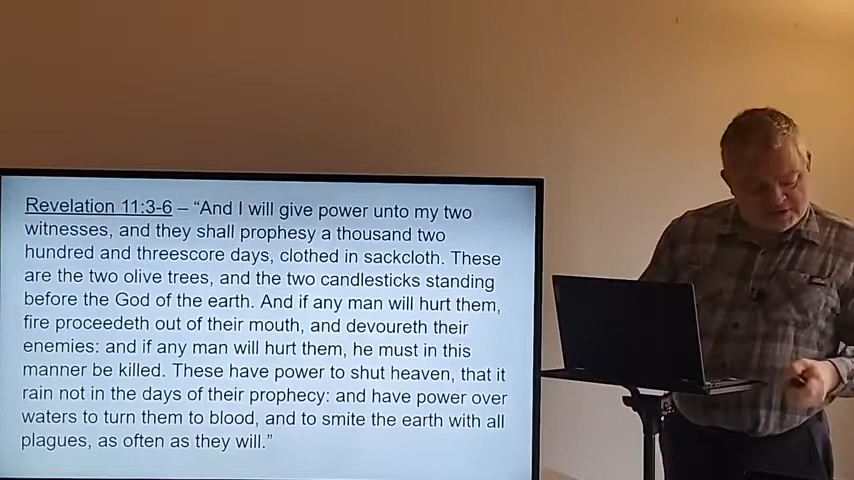 Revelation 11:3-6 – “And I will give power unto my two
witnesses, and they shall prophesy a thousand two
hundred and threescore days, clothed in sackcloth. These
are the two olive trees, and the two candlesticks standing
before the God of the earth. And if any man will hurt them,
fire proceedeth out of their mouth, and devoureth their
enemies: and if any man will hurt them, he must in this
manner be killed. These have power to shut heaven, that it
rain not in the days of their prophecy: and have power over
waters to turn them to blood, and to smite the earth with all
plagues, as often as they will.”